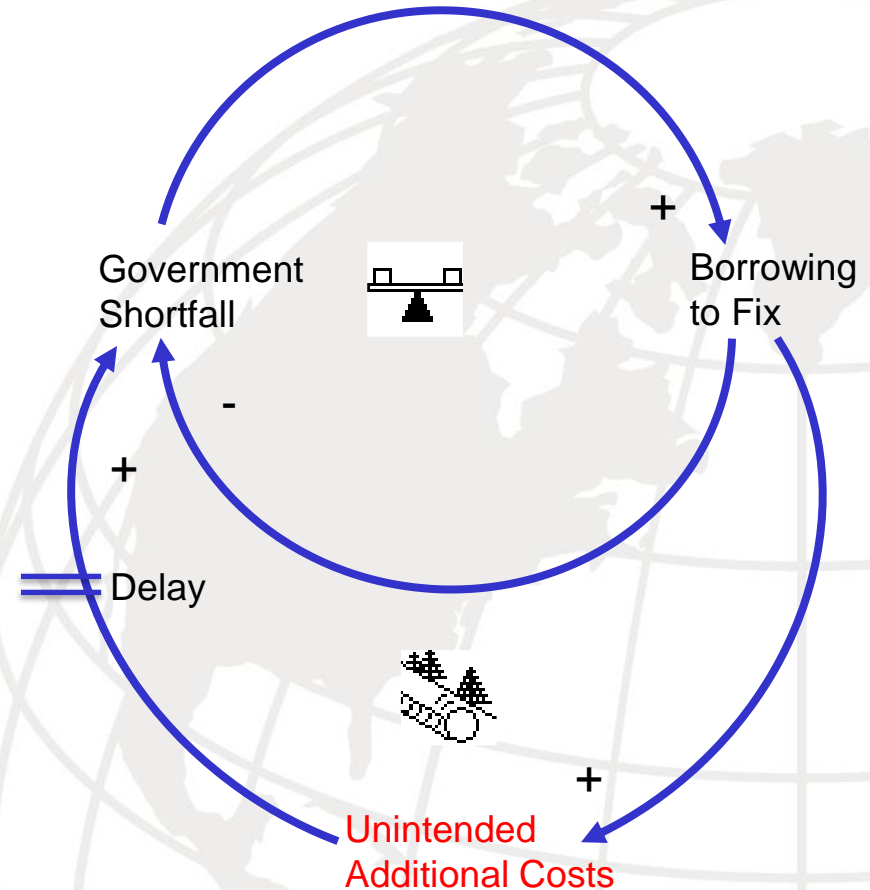 +
Government
Shortfall
Borrowing
to Fix
-
+
Delay
+
Unintended
Additional Costs